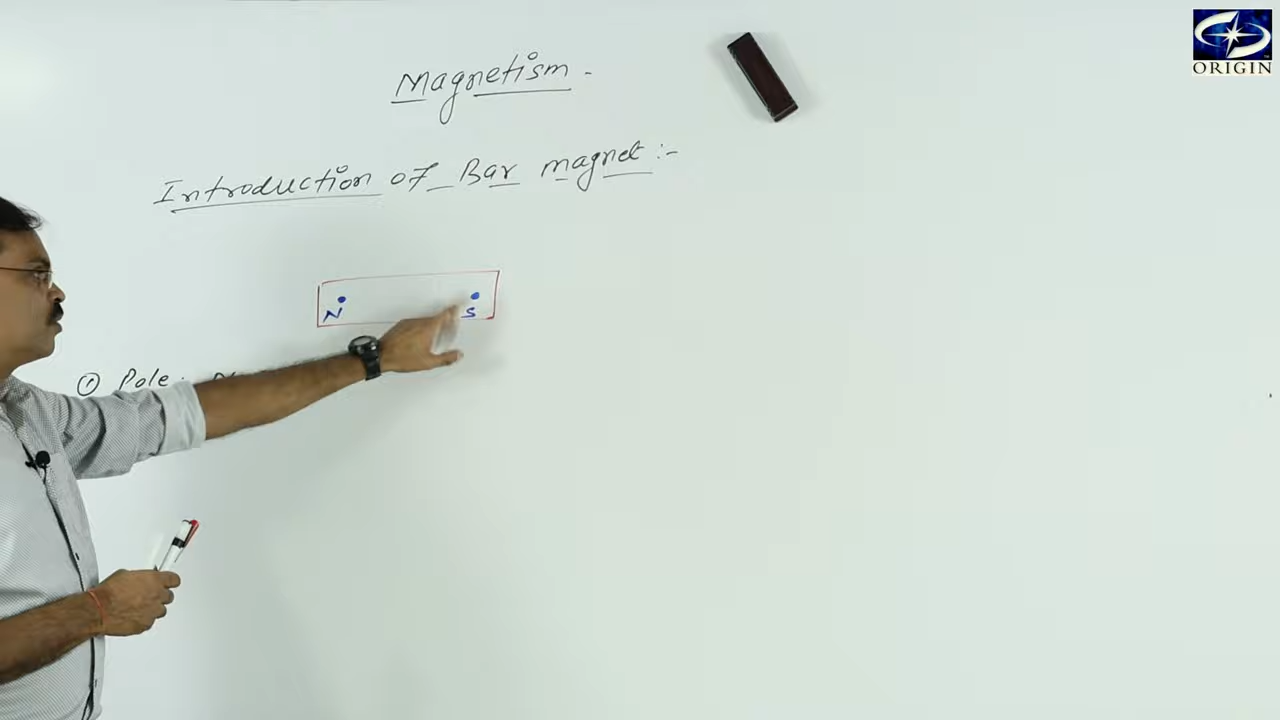 Magnetism -
Introduction of Bar magnet :-
N S
① Pole :
ORIGIN